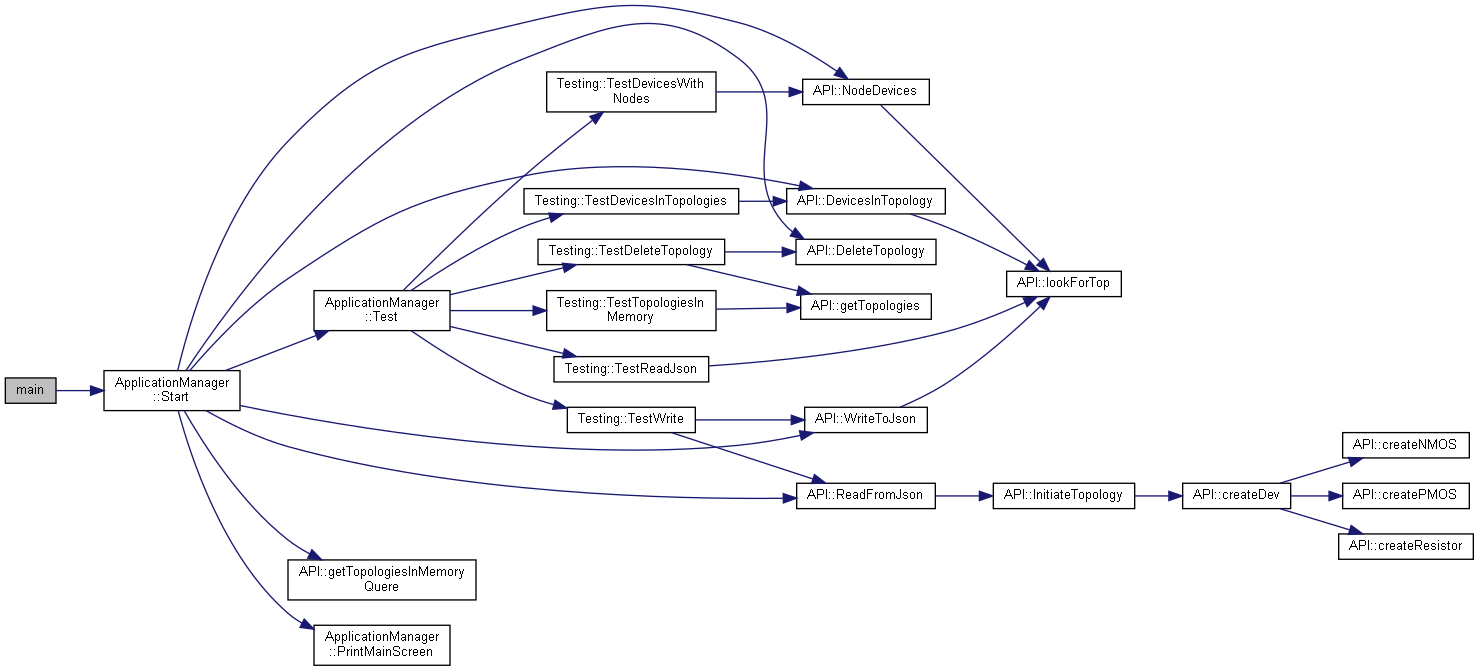 main
ApplicationManager
::Start
ApplicationManager
::Test
API::getTopologiesInMemory
Quere
ApplicationManager
::PrintMainScreen
Testing::TestDevicesWith
Nodes
Testing::TestDevicesInTopologies
Testing::TestDeleteTopology
Testing::TestTopologiesIn
Memory
Testing::TestReadJson
Testing::TestWrite
API::NodeDevices
API::DevicesInTopology
API::DeleteTopology
API::getTopologies
API::WriteToJson
API::ReadFromJson
API::lookForTop
API::InitiateTopology
API::createDev
API::createNMOS
API::createPMOS
API::createResistor